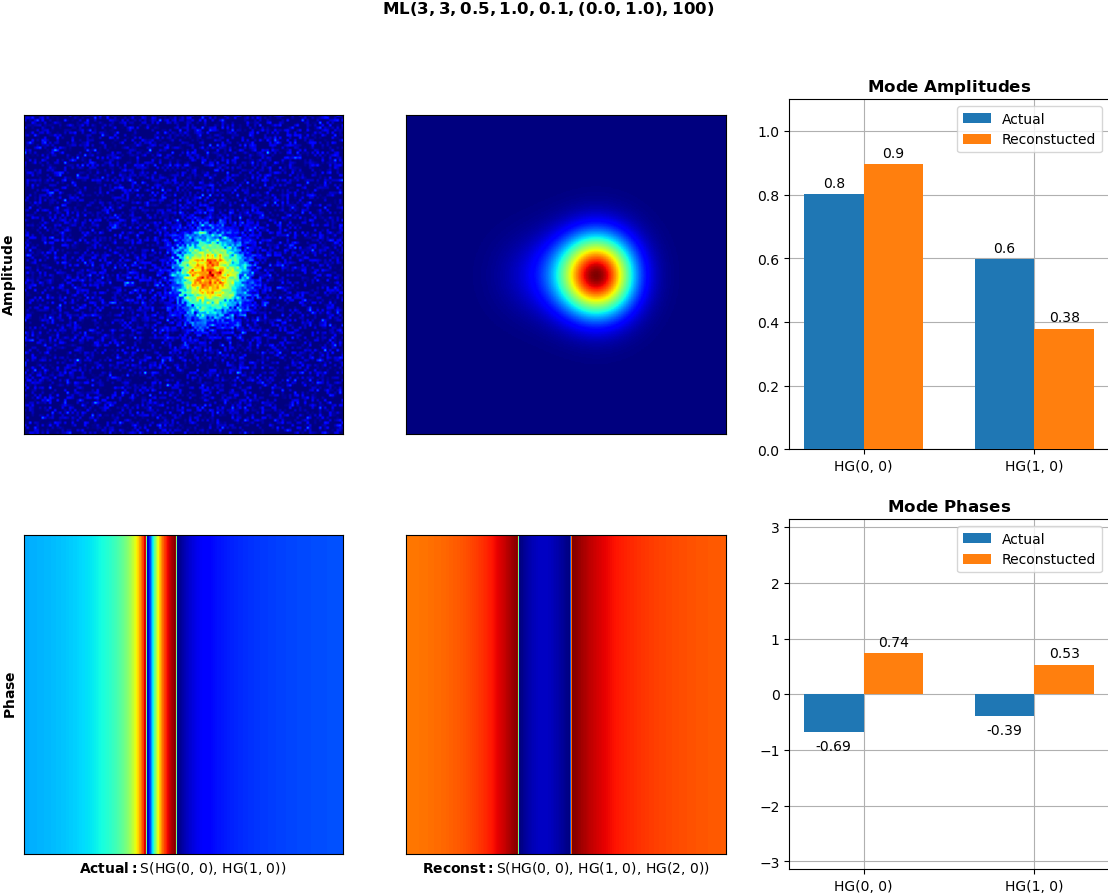 ML(3, 3, 0.5, 1.0, 0.1, (0.0, 1.0), 100)
Amplitude
Mode Amplitudes
Actual
Reconstucted
1.0
0.8
0.6
0.4
0.2
0.0
0.8
0.9
0.6
0.38
HG(0, 0)
HG(1, 0)
Phase
Actual: S(HG(0, 0), HG(1, 0))
Reconst: S(HG(0, 0), HG(1, 0), HG(2, 0))
Mode Phases
Actual
Reconstucted
3
2
1
0
−1
−2
−3
-0.69
0.74
-0.39
0.53
HG(0, 0)
HG(1, 0)